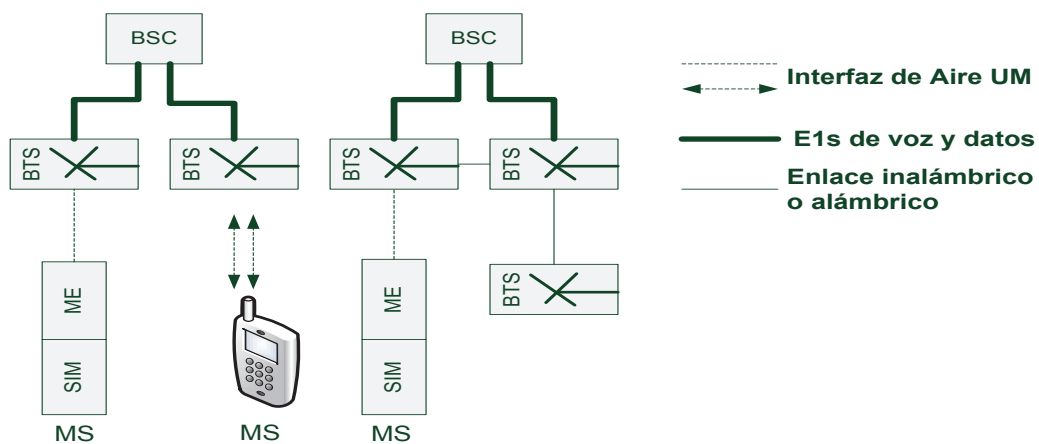 BSC
BSC
Interfaz de Aire UM
E1s de voz y datos
Enlace inalámbrico
o alámbrico
BTS
BTS
BTS
BTS
BTS
ME
SIM
ME
SIM
MS
MS
MS